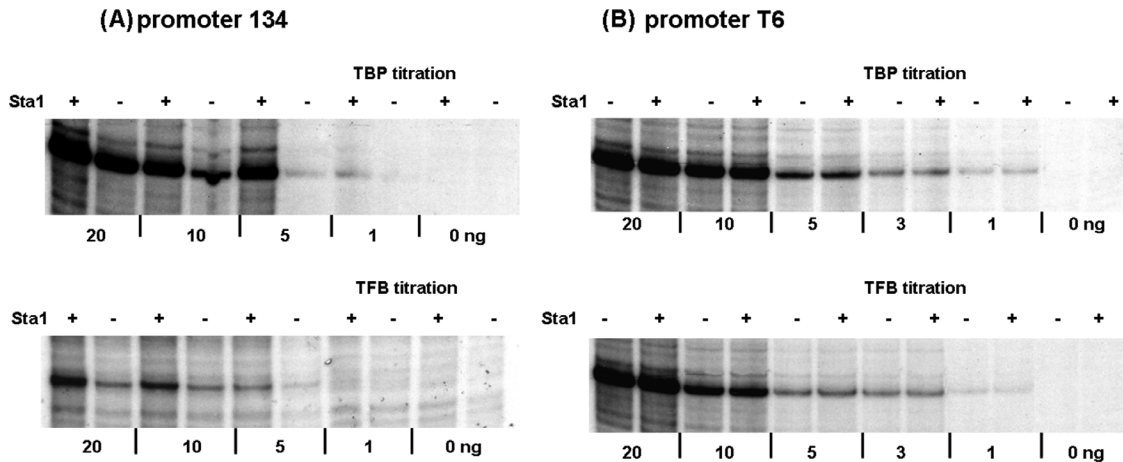 (A) promoter 134
TBP titration
Sta1 + - + - + - + - + -
20 | 10 | 5 | 1 | 0 ng
TFB titration
Sta1 + - + - + - + - + -
20 | 10 | 5 | 1 | 0 ng
(B) promoter T6
TBP titration
Sta1 - + - + - + - + - + - +
20 | 10 | 5 | 3 | 1 | 0 ng
TFB titration
Sta1 - + - + - + - + - + - +
20 | 10 | 5 | 3 | 1 | 0 ng